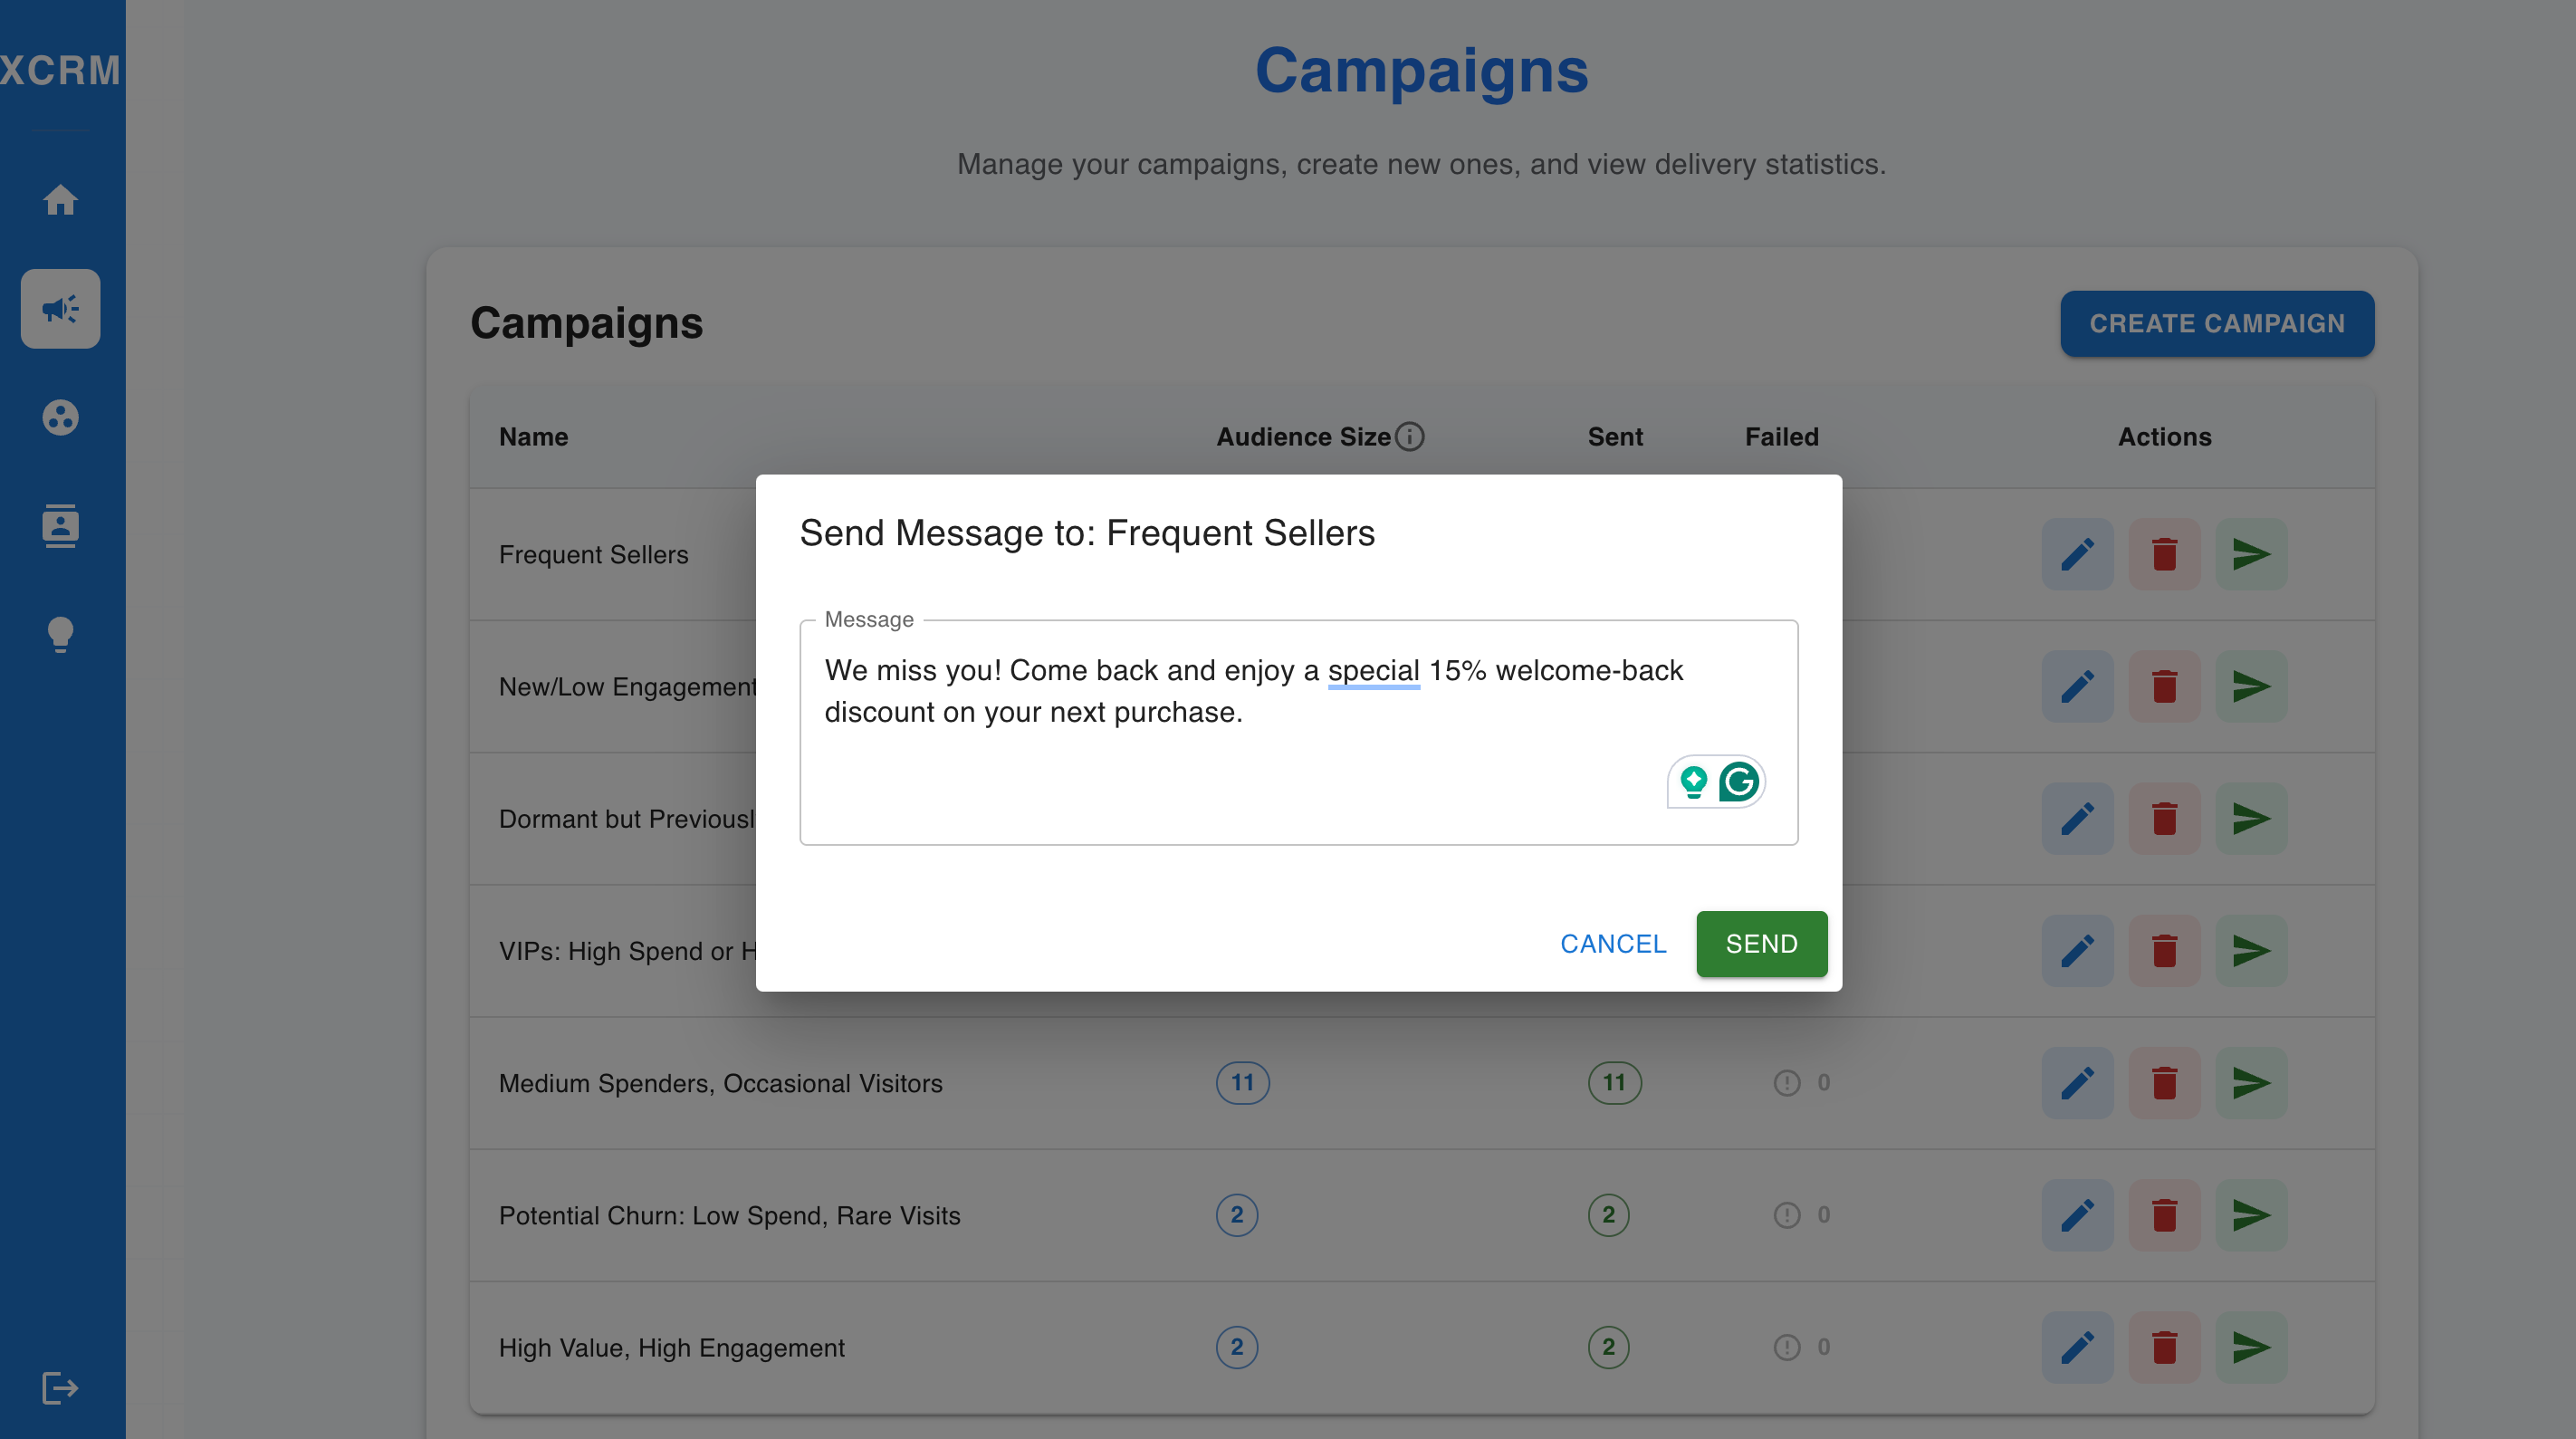 XCRM
Campaigns
Manage your campaigns, create new ones, and view delivery statistics.
Campaigns
CREATE CAMPAIGN
Name Audience Size Sent Failed Actions
Send Message to: Frequent Sellers
Message
We miss you! Come back and enjoy a special 15% welcome-back
discount on your next purchase.
CANCEL SEND
Frequent Sellers
New/Low Engagement
Dormant but Previousl
VIPs: High Spend or H
Medium Spenders, Occasional Visitors 11 11 0
Potential Churn: Low Spend, Rare Visits 2 2 0
High Value, High Engagement 2 2 0